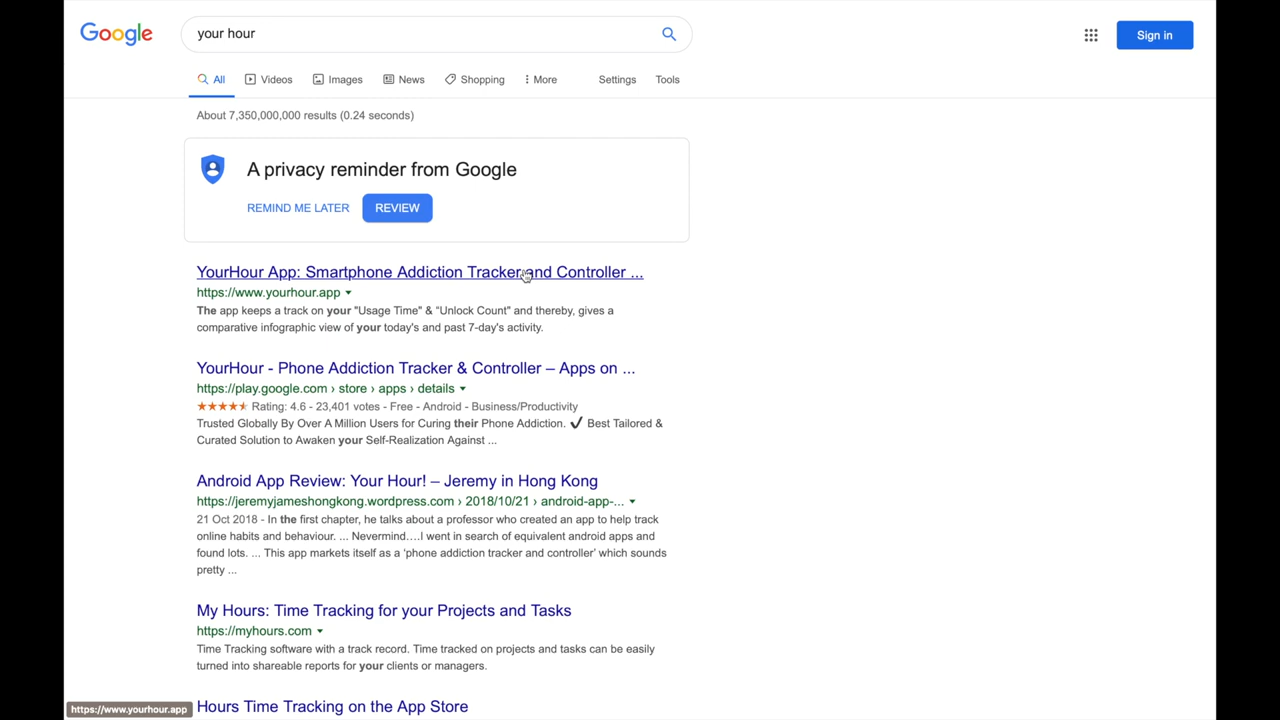 Google
your hour
Sign in
All
Videos
Images
News
Shopping
More
Settings
Tools
About 7,350,000,000 results (0.24 seconds)
A privacy reminder from Google
REMIND ME LATER
REVIEW
YourHour App: Smartphone Addiction Tracker and Controller ...
https://www.yourhour.app
The app keeps a track on your "Usage Time" & “Unlock Count" and thereby, gives a
comparative infographic view of your today's and past 7-day's activity.
YourHour - Phone Addiction Tracker & Controller – Apps on ...
https://play.google.com › store › apps › details
Rating: 4.6 - 23,401 votes - Free - Android - Business/Productivity
Trusted Globally By Over A Million Users for Curing their Phone Addiction. ✔ Best Tailored &
Curated Solution to Awaken your Self-Realization Against ...
Android App Review: Your Hour! – Jeremy in Hong Kong
https://jeremyjameshongkong.wordpress.com › 2018/10/21 › android-app-...
21 Oct 2018 - In the first chapter, he talks about a professor who created an app to help track
online habits and behaviour. ... Nevermind….I went in search of equivalent android apps and
found lots. ... This app markets itself as a ‘phone addiction tracker and controller’ which sounds
pretty ...
My Hours: Time Tracking for your Projects and Tasks
https://myhours.com
Time Tracking software with a track record. Time tracked on projects and tasks can be easily
turned into shareable reports for your clients or managers.
Hours Time Tracking on the App Store
https://www.yourhour.app